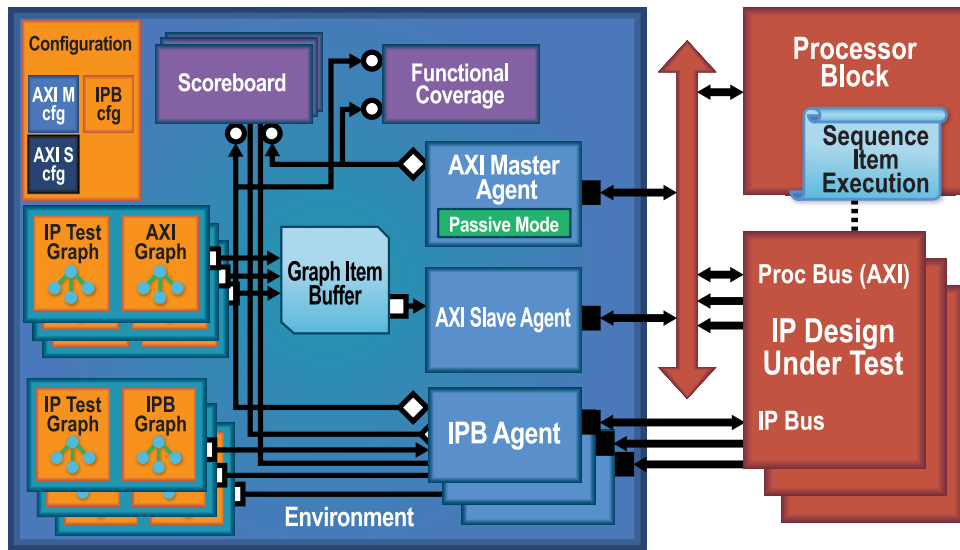 Configuration
AXI M
cfg
IPB
cfg
AXI S
cfg
Scoreboard
Functional
Coverage
AXI Master
Agent
Passive Mode
Processor
Block
Sequence
Item
Execution
IP Test
Graph
AXI
Graph
Graph Item
Buffer
AXI Slave Agent
Proc Bus (AXI)
IP Design
Under Test
IP Bus
IP Test
Graph
IPB
Graph
IPB Agent
Environment